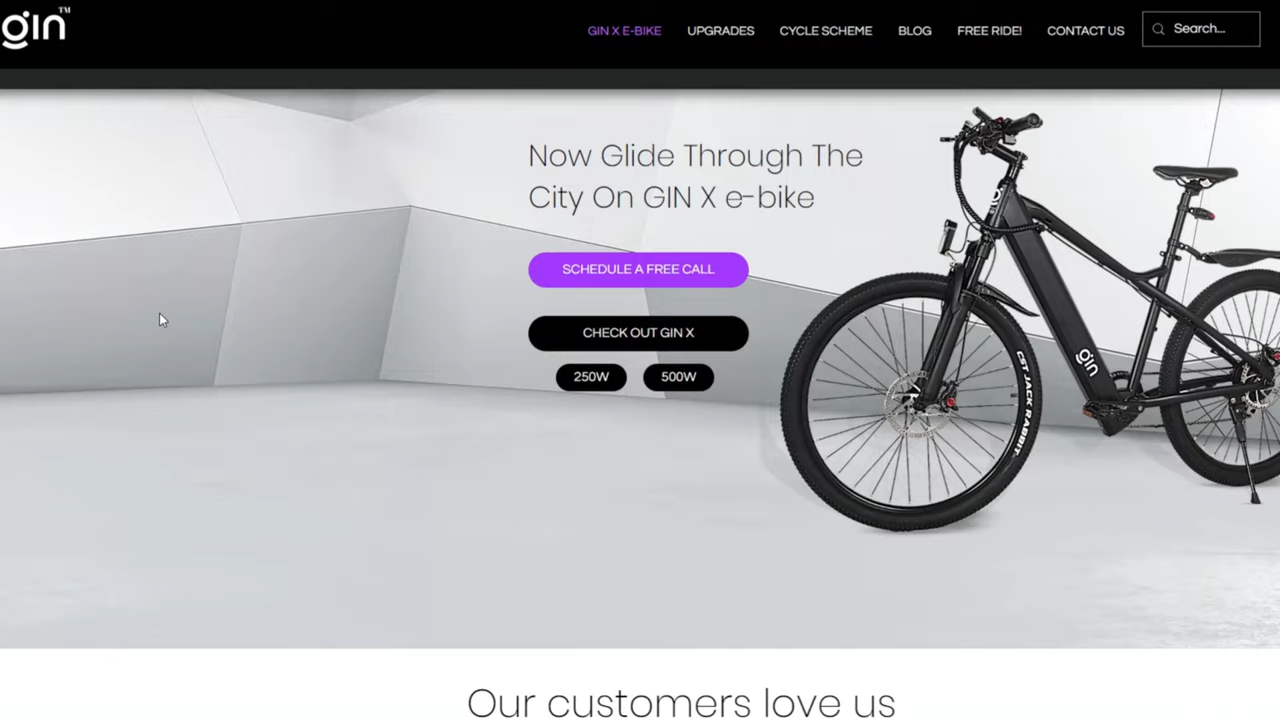 gin™
GIN X E-BIKE
UPGRADES
CYCLE SCHEME
BLOG
FREE RIDE!
CONTACT US
Search...
Now Glide Through The
City On GIN X e-bike
SCHEDULE A FREE CALL
CHECK OUT GIN X
250W
500W
gin
gin
CST JACK RABBIT
Our customers love us